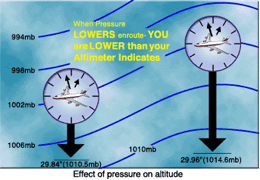 When Pressure
LOWERS enroute- YOU
are LOWER than your
Altimeter Indicates
994mb
998mb
1002mb
1006mb
1010mb
29.84"(1010.5mb)
29.96"(1014.6mb)
Effect of pressure on altitude